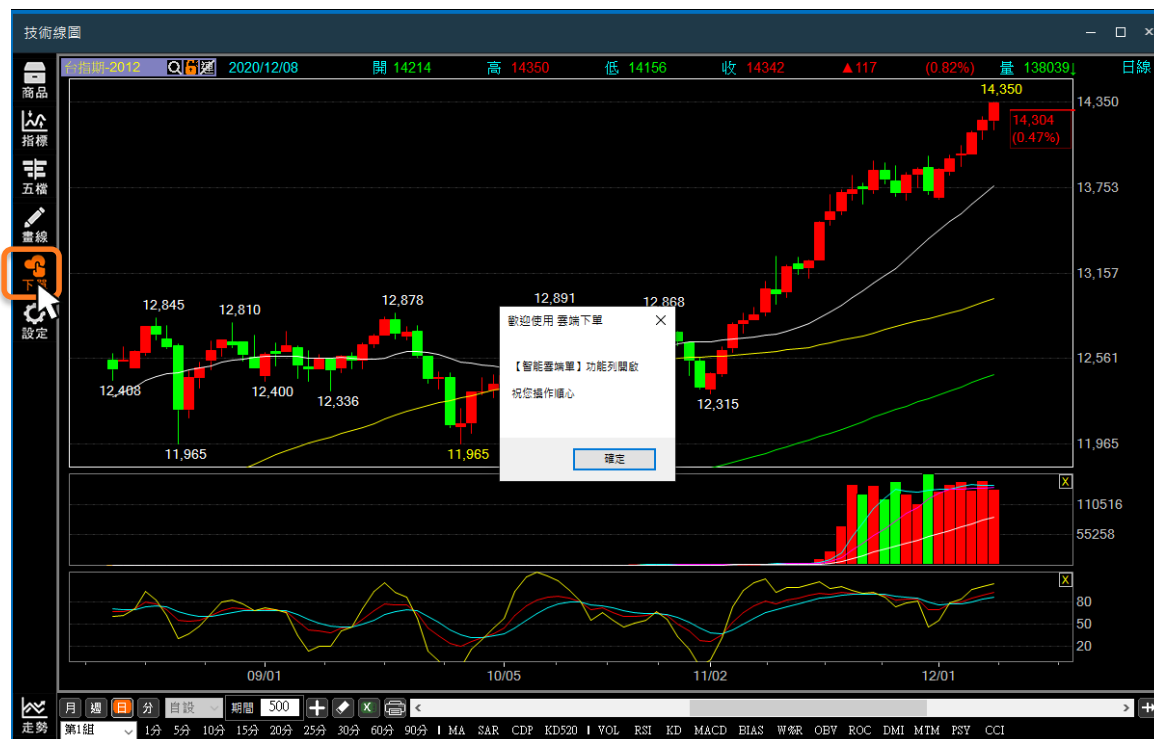 技術線圖
商品
指標
五檔
畫線
下單
設定
走勢
台指期-2012 2020/12/08 開 14214 高 14350 低 14156 收 14342 ▲117 (0.82%) 量 138039↓ 日線
14,350
14,350
14,304
(0.47%)
13,753
13,157
12,561
11,965
12,845
12,810
12,878
12,891
12,868
12,408
12,400
12,336
12,315
11,965
11,965
歡迎使用 雲端下單
【智能雲端單】功能列開啟
祝您操作順心
確定
X
110516
55258
X
80
50
20
09/01 10/05 11/02 12/01
月 週 日 分 自設 期間 500
第1組 1分 5分 10分 15分 20分 25分 30分 60分 90分 MA SAR CDP KD520 VOL RSI KD MACD BIAS W%R OBV ROC DMI MTM PSY CCI